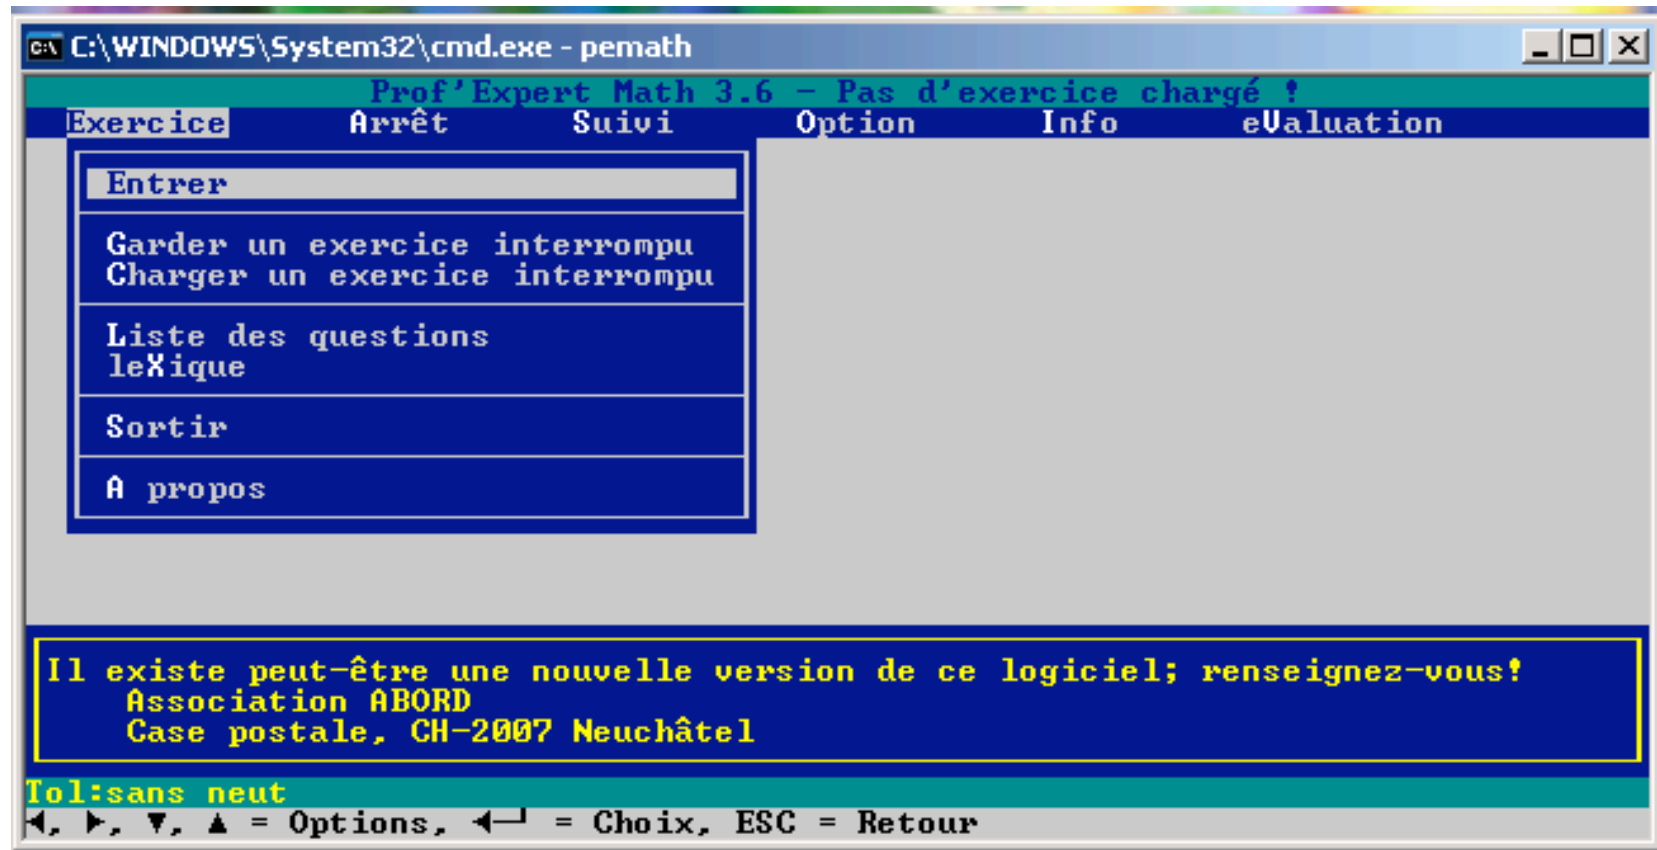 C:\WINDOWS\System32\cmd.exe - pemath
Prof'Expert Math 3.6 - Pas d'exercice chargé !
Exercice Arrêt Suivi Option Info eValuation
Entrer
Garder un exercice interrompu
Charger un exercice interrompu
Liste des questions
leXique
Sortir
A propos
Il existe peut-être une nouvelle version de ce logiciel; renseignez-vous!
Association ABORD
Case postale, CH-2007 Neuchâtel
Tol:sans neut
◄, ►, ▼, ▲ = Options, ◄─┘ = Choix, ESC = Retour